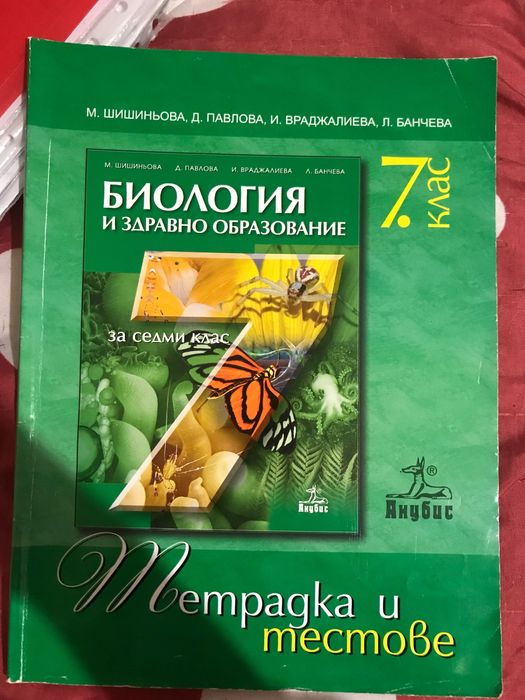 М. ШИШИНЬОВА, Д. ПАВЛОВА, И. ВРАДЖАЛИЕВА, Л. БАНЧЕВА
7. клас
М. ШИШИНЬОВА Д. ПАВЛОВА И. ВРАДЖАЛИЕВА Л. БАНЧЕВА
БИОЛОГИЯ
И ЗДРАВНО ОБРАЗОВАНИЕ
7
за седми клас
Анубис
®
Анубис
Тетрадка и
тестове